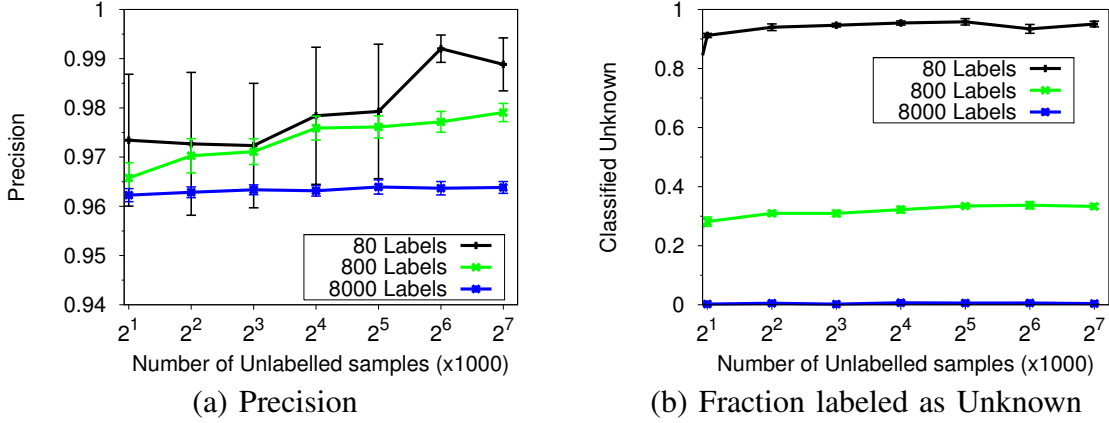 1
0.99
0.98
0.97
0.96
0.95
0.94
Precision
80 Labels
800 Labels
8000 Labels
2^1 2^2 2^3 2^4 2^5 2^6 2^7
Number of Unlabelled samples (x1000)
(a) Precision
1
0.8
0.6
0.4
0.2
0
Classified Unknown
80 Labels
800 Labels
8000 Labels
2^1 2^2 2^3 2^4 2^5 2^6 2^7
Number of Unlabelled samples (x1000)
(b) Fraction labeled as Unknown